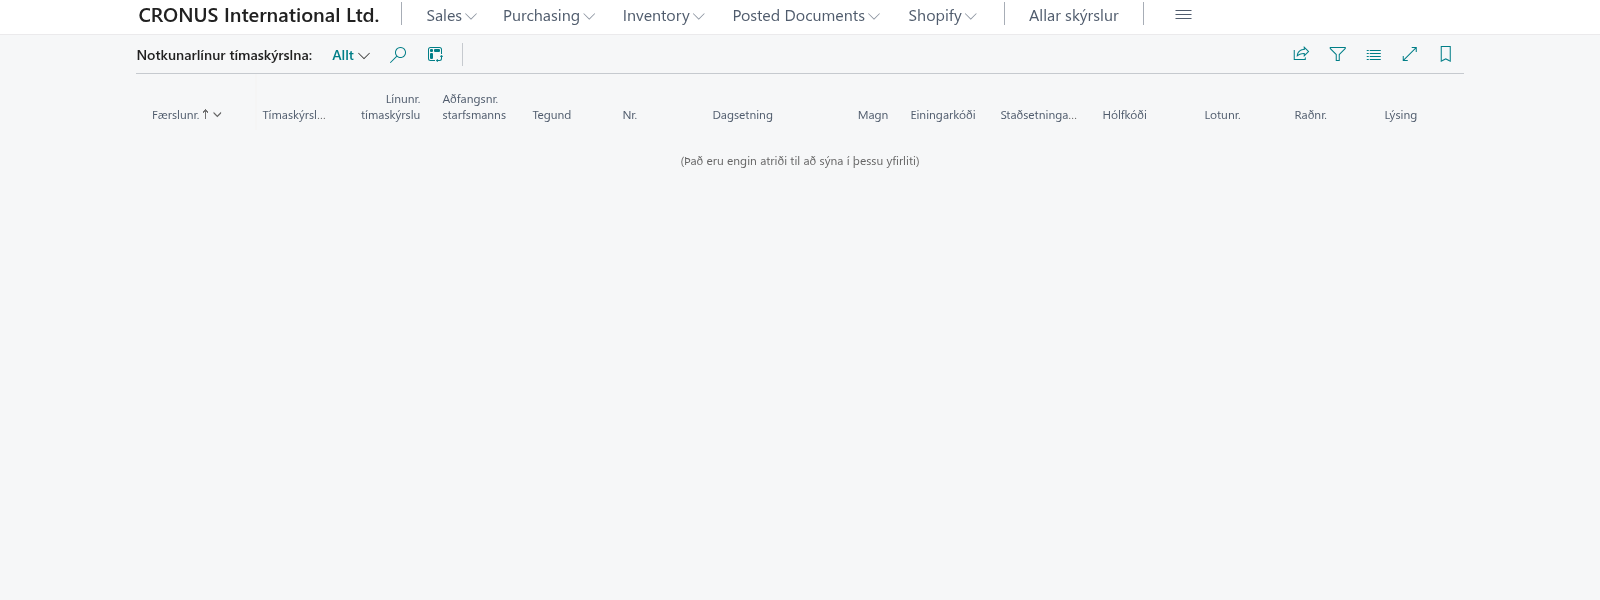 CRONUS International Ltd. Sales Purchasing Inventory Posted Documents Shopify Allar skýrslur
Notkunarlínur tímaskýrslna: Allt
Færslunr. Tímaskýrsl... Línunr. tímaskýrslu Aðfangsnr. starfsmanns Tegund Nr. Dagsetning Magn Einingarkóði Staðsetninga... Hólfkóði Lotunr. Raðnr. Lýsing
(Það eru engin atriði til að sýna í þessu yfirliti)